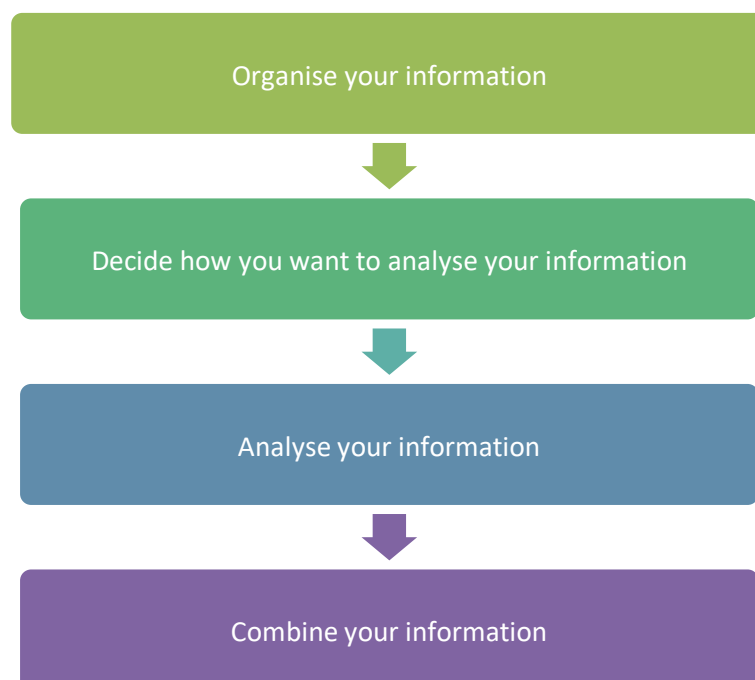 Organise your information
Decide how you want to analyse your information
Analyse your information
Combine your information